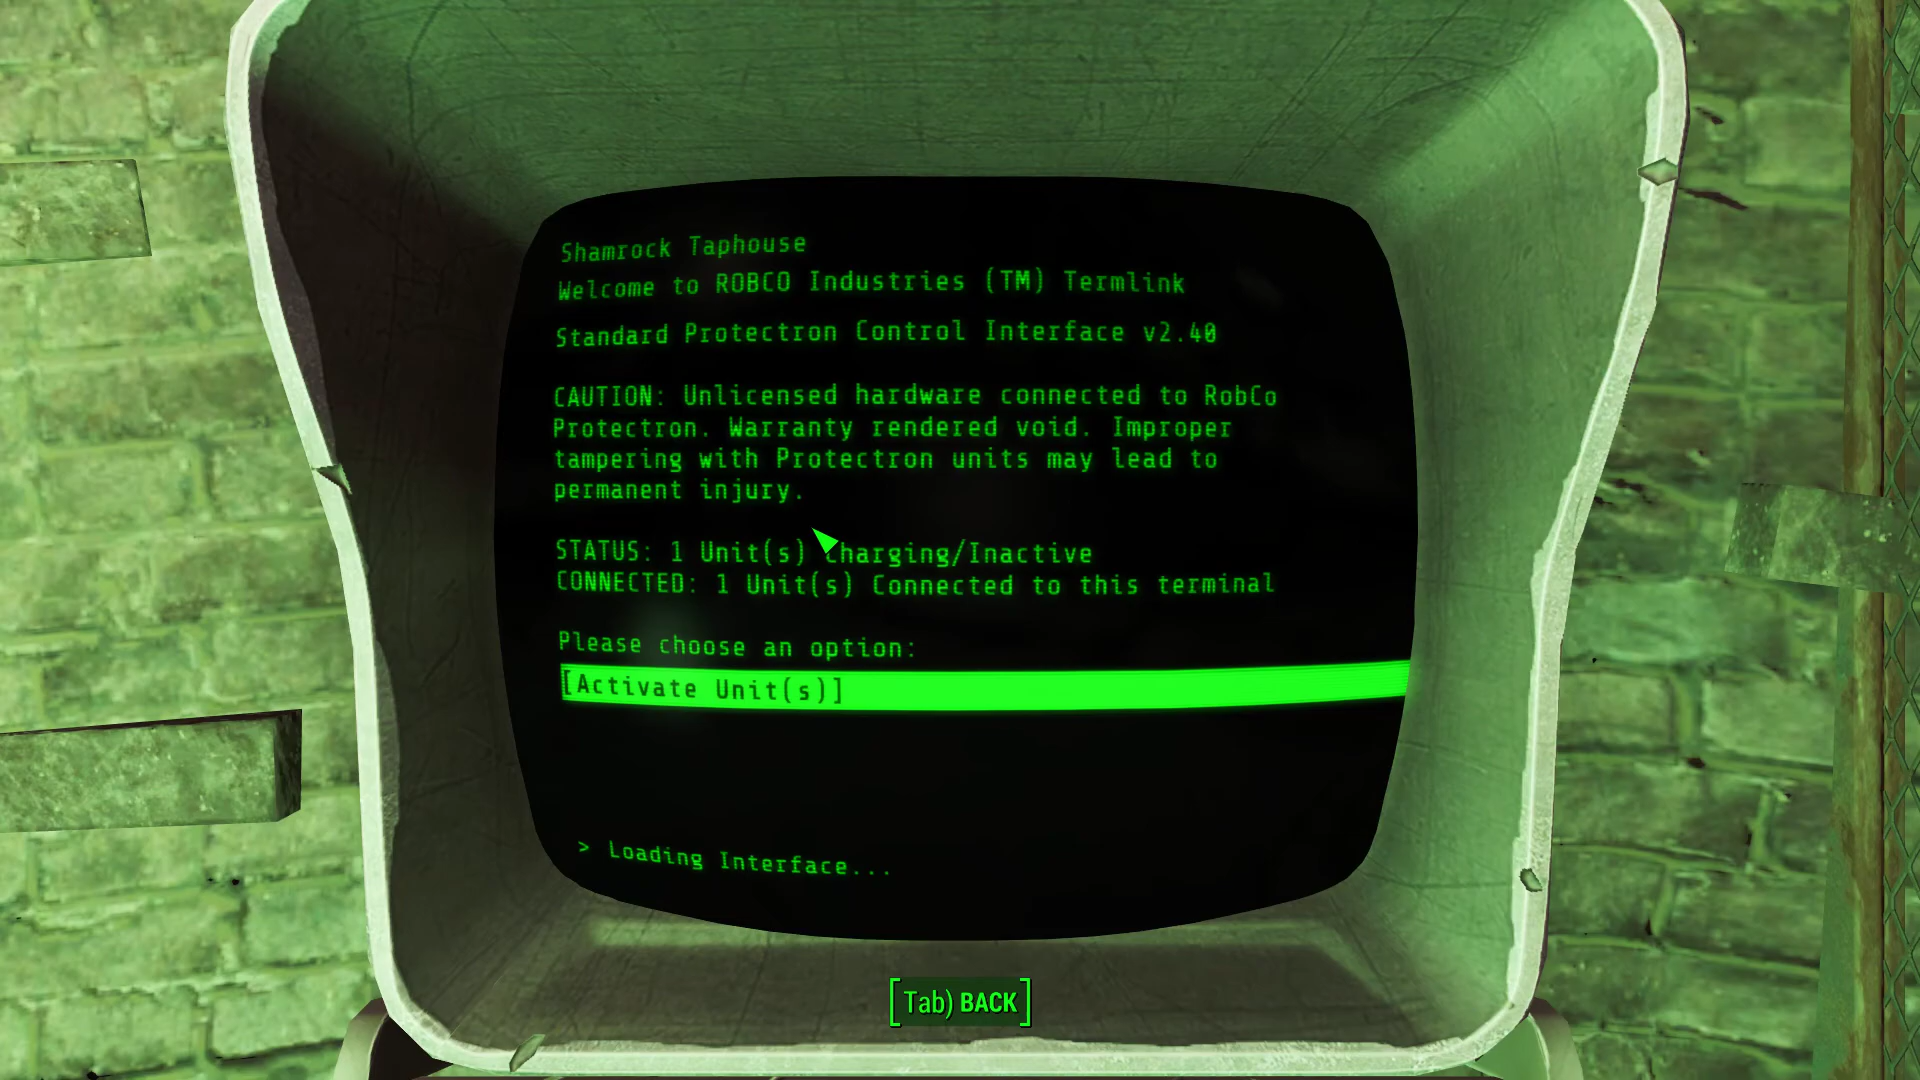 Shamrock Taphouse
Welcome to ROBCO Industries (TM) Termlink
Standard Protectron Control Interface v2.40
CAUTION: Unlicensed hardware connected to RobCo
Protectron. Warranty rendered void. Improper
tampering with Protectron units may lead to
permanent injury.
STATUS: 1 Unit(s) Charging/Inactive
CONNECTED: 1 Unit(s) Connected to this terminal
Please choose an option:
[Activate Unit(s)]
> Loading Interface...
[Tab) BACK]